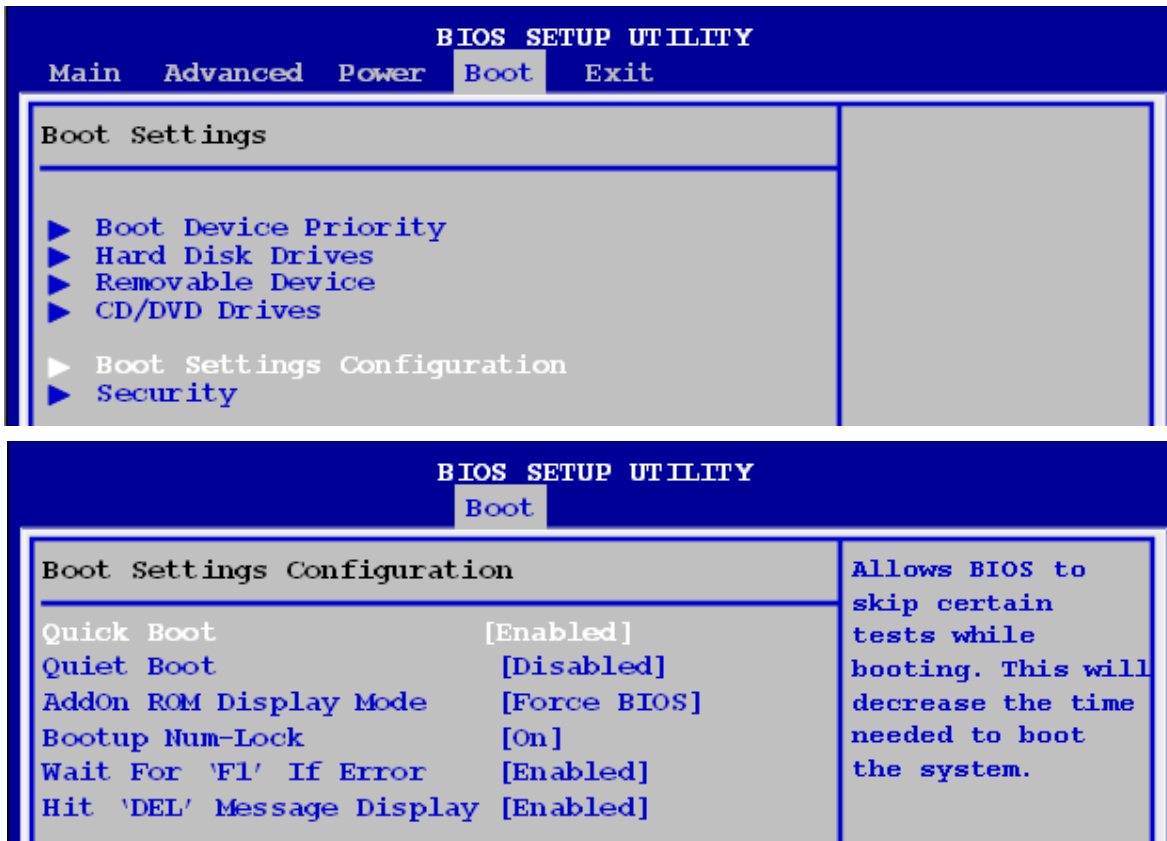 BIOS SETUP UTILITY
Main Advanced Power Boot Exit
Boot Settings
▶ Boot Device Priority
▶ Hard Disk Drives
▶ Removable Device
▶ CD/DVD Drives
▶ Boot Settings Configuration
▶ Security
BIOS SETUP UTILITY
Boot
Boot Settings Configuration
Quick Boot [Enabled]
Quiet Boot [Disabled]
AddOn ROM Display Mode [Force BIOS]
Bootup Num-Lock [On]
Wait For ‘F1’ If Error [Enabled]
Hit ‘DEL’ Message Display [Enabled]
Allows BIOS to
skip certain
tests while
booting. This will
decrease the time
needed to boot
the system.